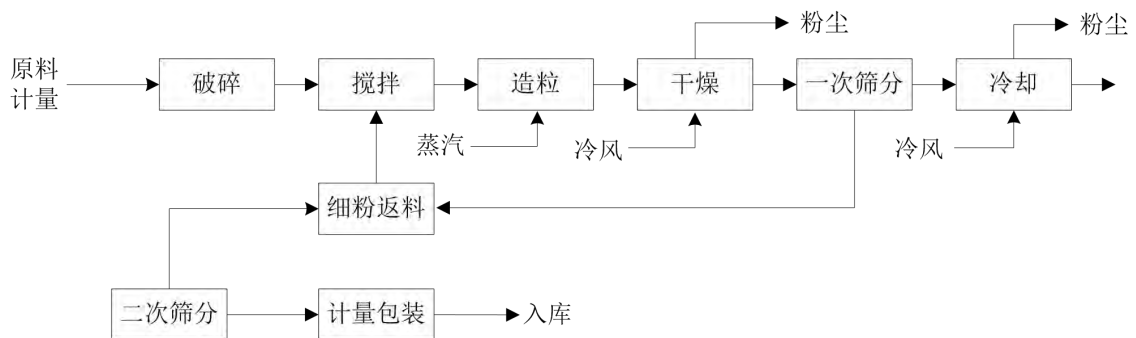 粉尘
粉尘
原料
计量
破碎
搅拌
造粒
干燥
一次筛分
冷却
蒸汽
冷风
冷风
细粉返料
二次筛分
计量包装
入库